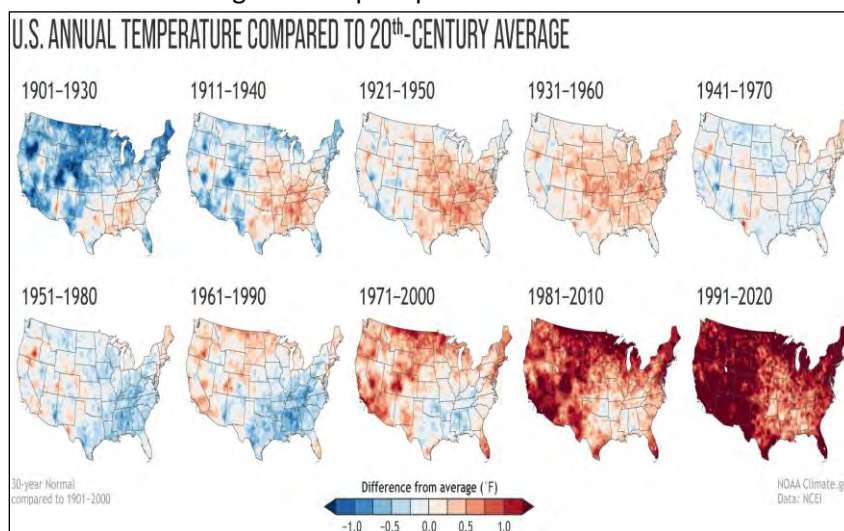 U.S. ANNUAL TEMPERATURE COMPARED TO 20th-CENTURY AVERAGE
1901–1930
1911–1940
1921–1950
1931–1960
1941–1970
1951–1980
1961–1990
1971–2000
1981–2010
1991–2020
30-year Normal
compared to 1901–2000
Difference from average (°F)
-1.0 -0.5 0.0 0.5 1.0
NOAA Climate.g
Data: NCEI